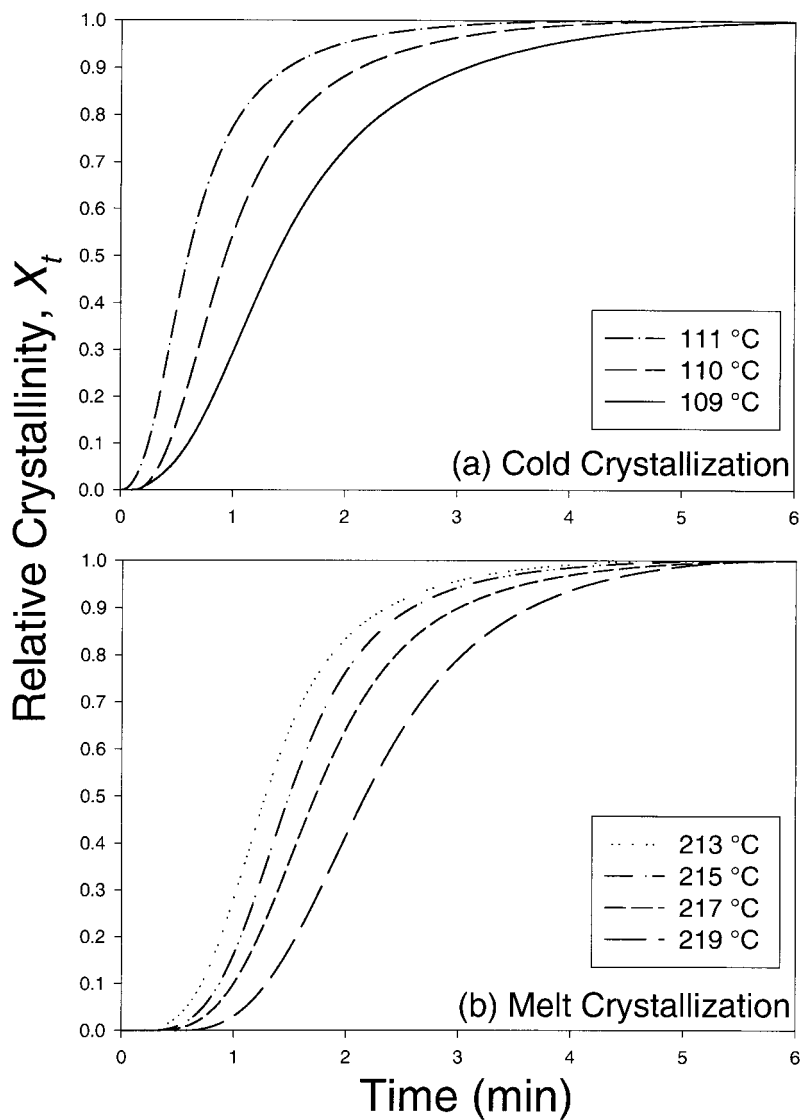 Relative Crystallinity, Xt
1.0
0.9
0.8
0.7
0.6
0.5
0.4
0.3
0.2
0.1
0.0
111 °C
110 °C
109 °C
(a) Cold Crystallization
0 1 2 3 4 5 6
1.0
0.9
0.8
0.7
0.6
0.5
0.4
0.3
0.2
0.1
0.0
213 °C
215 °C
217 °C
219 °C
(b) Melt Crystallization
0 1 2 3 4 5 6
Time (min)